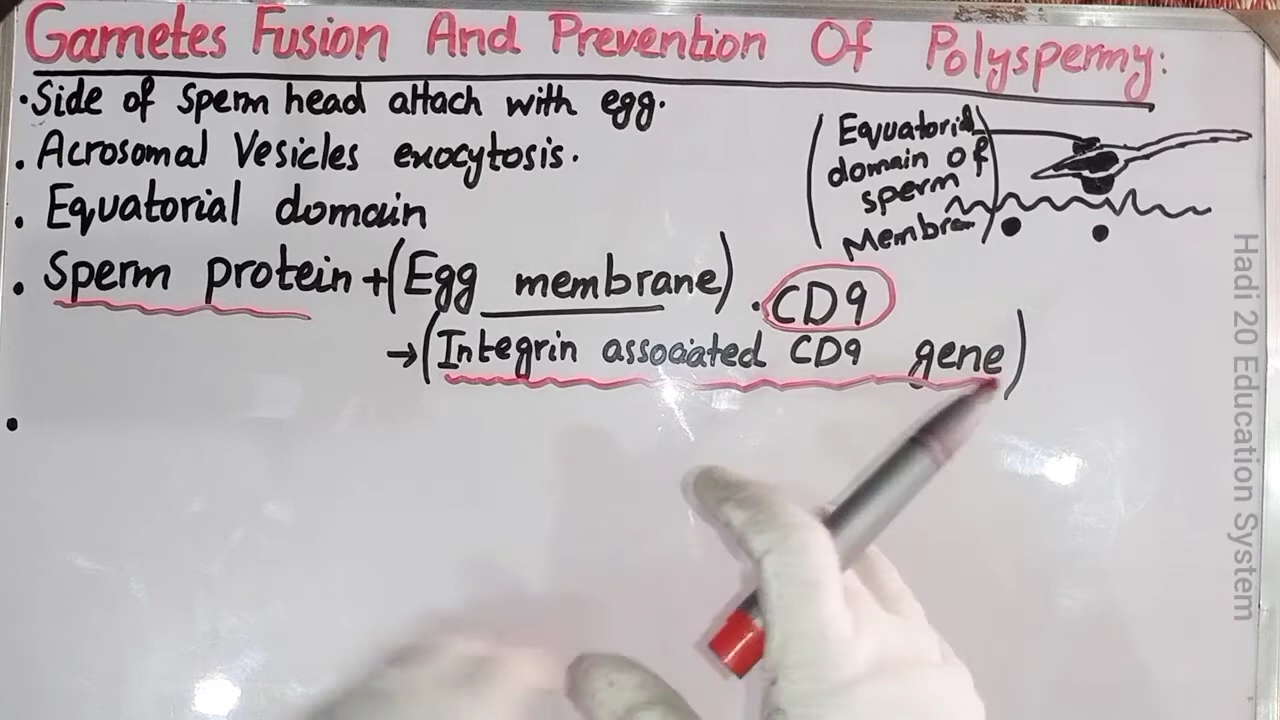 Gametes Fusion And Prevention Of Polyspermy:
• Side of sperm head attach with egg.
• Acrosomal Vesicles exocytosis.
• Equatorial domain
• Sperm protein + (Egg membrane). CD9
→ (Integrin associated CD9 gene)
•
(Equatorial
domain of
sperm
Membran)
Hadi 20 Education System